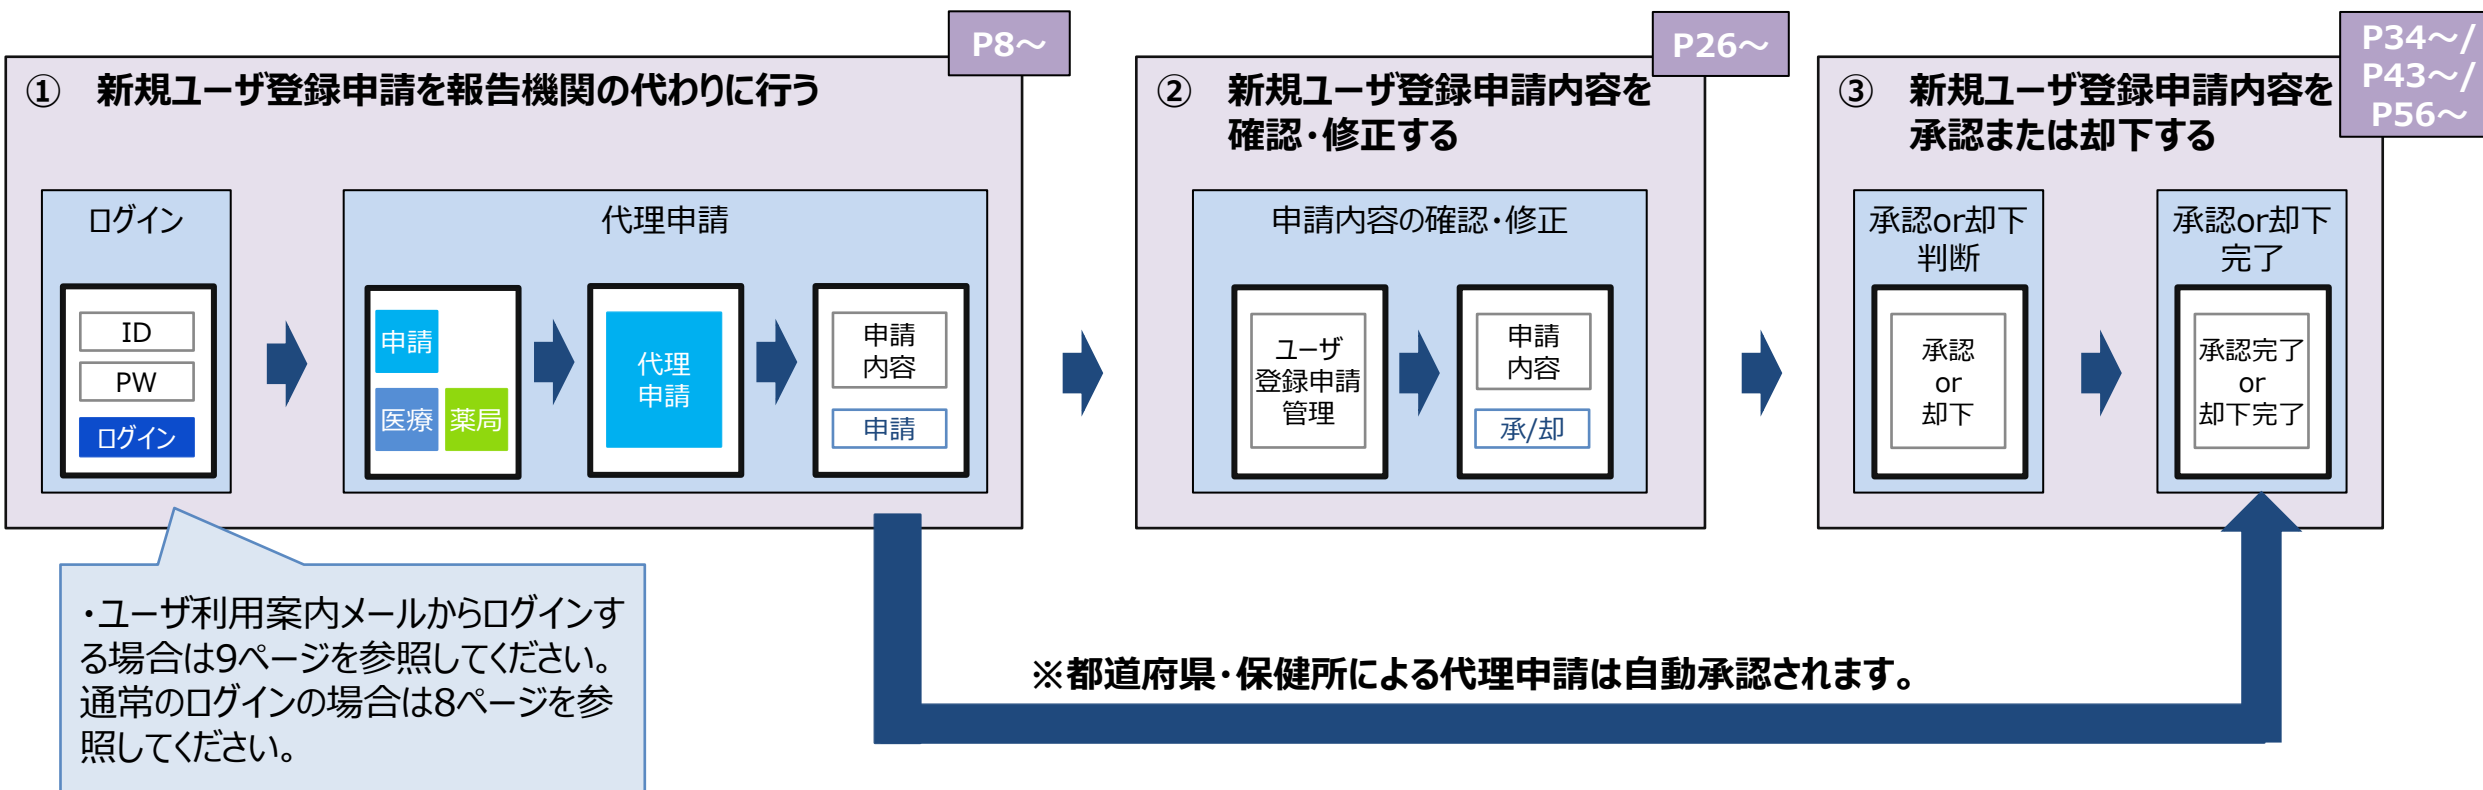 P8～
① 新規ユーザ登録申請を報告機関の代わりに行う
ログイン
ID
PW
ログイン
代理申請
申請
医療 薬局
代理
申請
申請
内容
申請
・ユーザ利用案内メールからログインす
る場合は9ページを参照してください。
通常のログインの場合は8ページを参
照してください。
P26～
② 新規ユーザ登録申請内容を
確認・修正する
申請内容の確認・修正
ユーザ
登録申請
管理
申請
内容
承/却
P34～/
P43～/
P56～
③ 新規ユーザ登録申請内容を
承認または却下する
承認or却下
判断
承認
or
却下
承認or却下
完了
承認完了
or
却下完了
※都道府県・保健所による代理申請は自動承認されます。